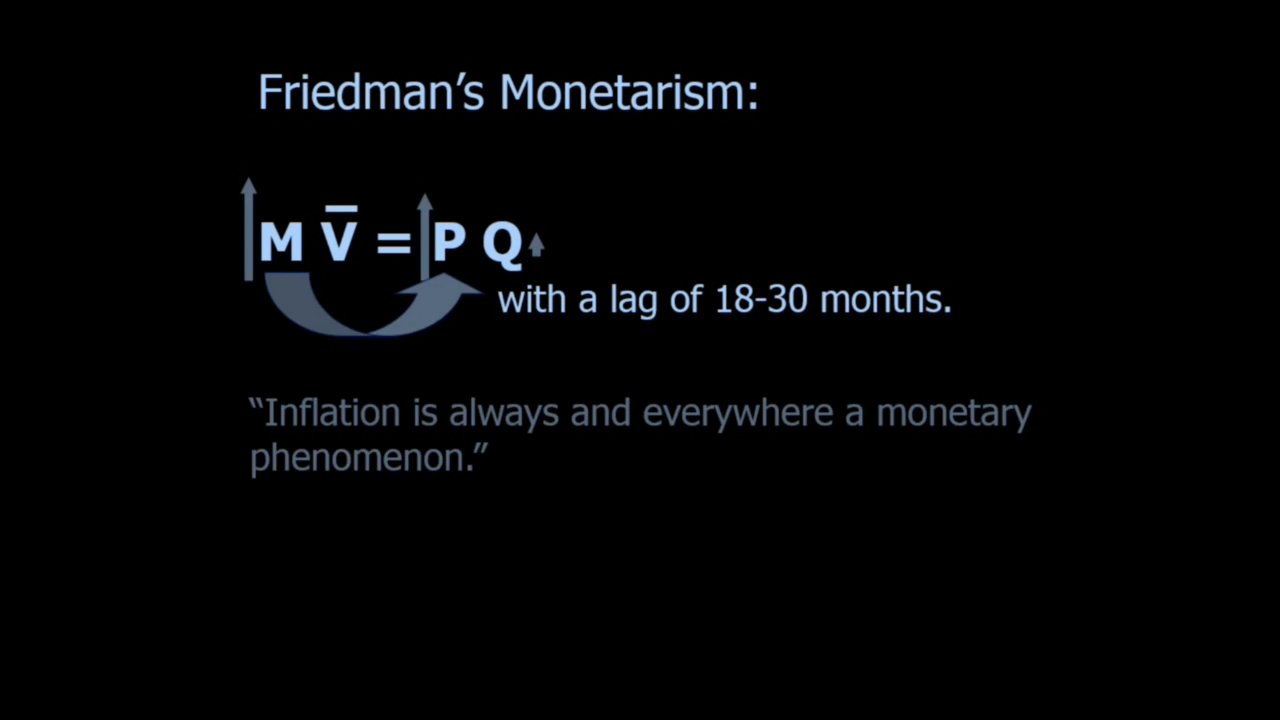 Friedman’s Monetarism:
M V̅ = P Q
with a lag of 18-30 months.
“Inflation is always and everywhere a monetary
phenomenon.”